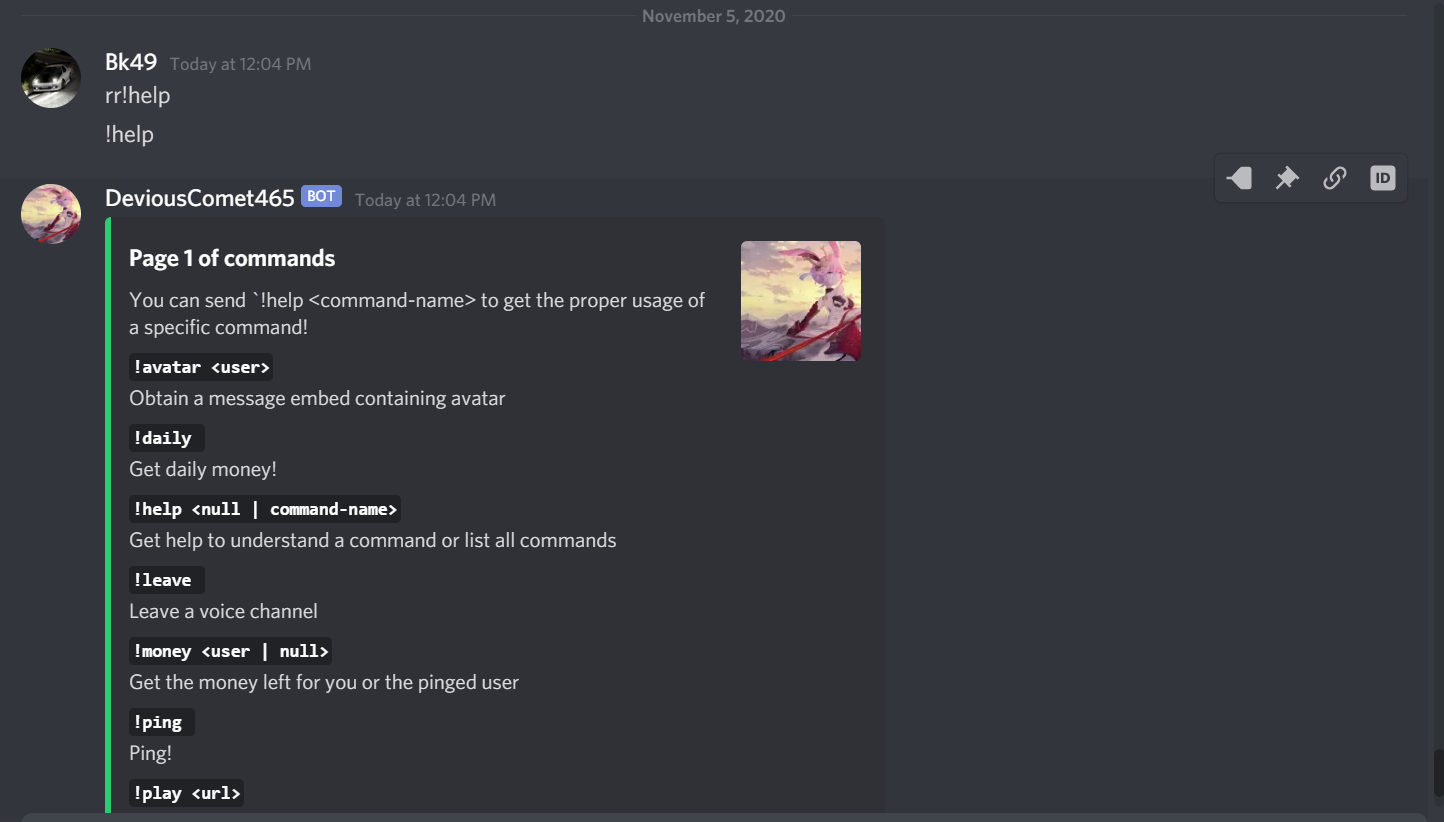 November 5, 2020
Bk49 Today at 12:04 PM
rr!help
!help
ID
DeviousComet465 BOT Today at 12:04 PM
Page 1 of commands
You can send `!help <command-name> to get the proper usage of
a specific command!
!avatar <user>
Obtain a message embed containing avatar
!daily
Get daily money!
!help <null | command-name>
Get help to understand a command or list all commands
!leave
Leave a voice channel
!money <user | null>
Get the money left for you or the pinged user
!ping
Ping!
!play <url>